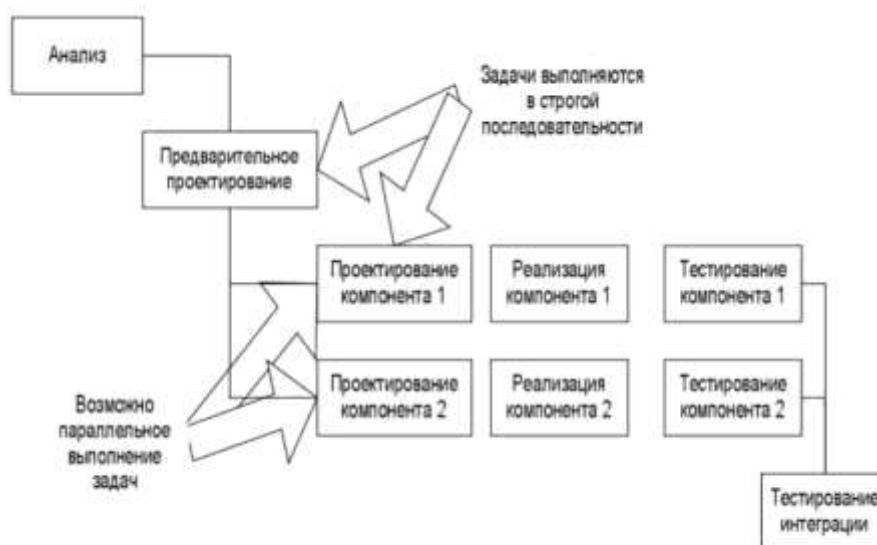 Анализ
Задачи выполняются
в строгой
последовательности
Предварительное
проектирование
Проектирование
компонента 1
Реализация
компонента 1
Тестирование
компонента 1
Проектирование
компонента 2
Реализация
компонента 2
Тестирование
компонента 2
Возможно
параллельное
выполнение
задач
Тестирование
интеграции